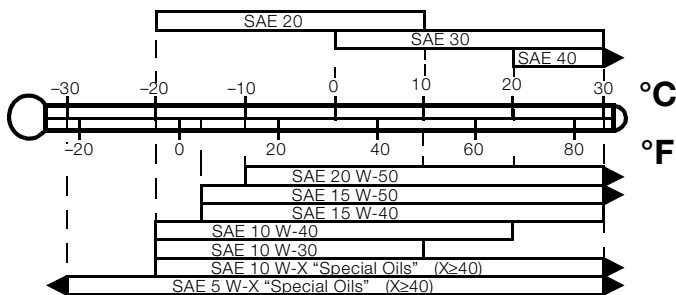 SAE 20
SAE 30
SAE 40
–30 –20 –10 0 10 20 30 °C
–20 0 20 40 60 80 °F
SAE 20 W-50
SAE 15 W-50
SAE 15 W-40
SAE 10 W-40
SAE 10 W-30
SAE 10 W-X “Special Oils” (X≥40)
SAE 5 W-X “Special Oils” (X≥40)